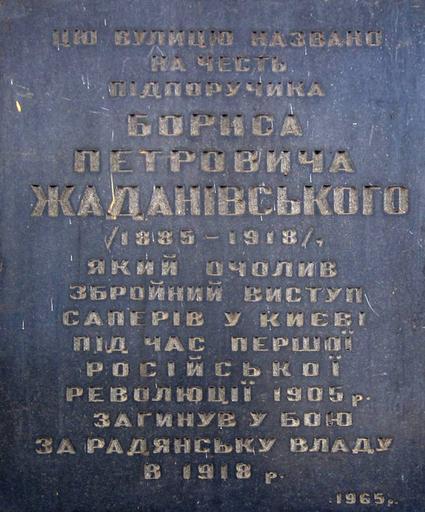 ЦЮ ВУЛИЦЮ НАЗВАНО
НА ЧЕСТЬ
ПІДПОРУЧИКА
БОРИСА
ПЕТРОВИЧА
ЖАДАНІВСЬКОГО
/1885-1918/,
ЯКИЙ ОЧОЛИВ
ЗБРОЙНИЙ ВИСТУП
САПЕРІВ У КИЄВІ
ПІД ЧАС ПЕРШОЇ
РОСІЙСЬКОЇ
РЕВОЛЮЦІЇ 1905 р.
ЗАГИНУВ У БОЮ
ЗА РАДЯНСЬКУ ВЛАДУ
В 1918 р.
1965р.